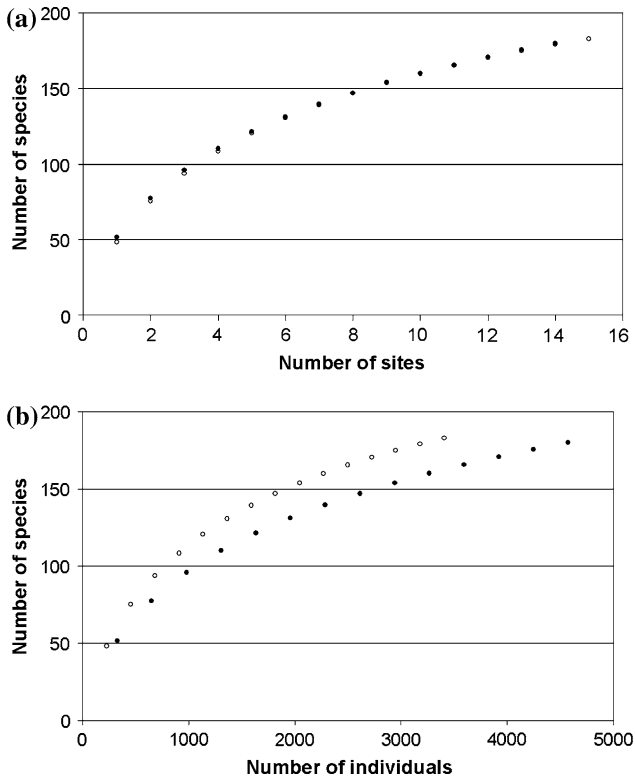 (a)
200
150
100
50
0
Number of species
0 2 4 6 8 10 12 14 16
Number of sites
(b)
200
150
100
50
0
Number of species
0 1000 2000 3000 4000 5000
Number of individuals